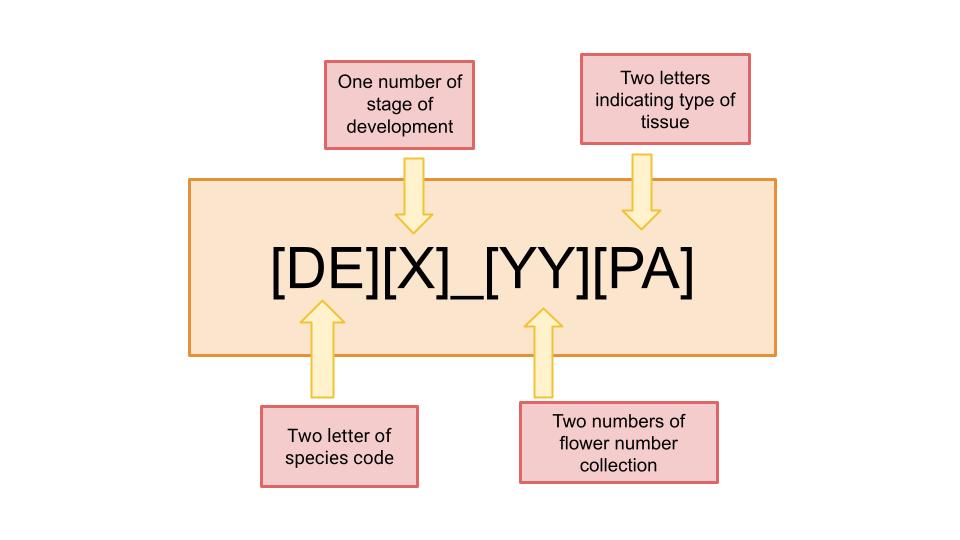 One number of
stage of
development
Two letters
indicating type of
tissue
[DE][X]_[YY][PA]
Two letter of
species code
Two numbers of
flower number
collection